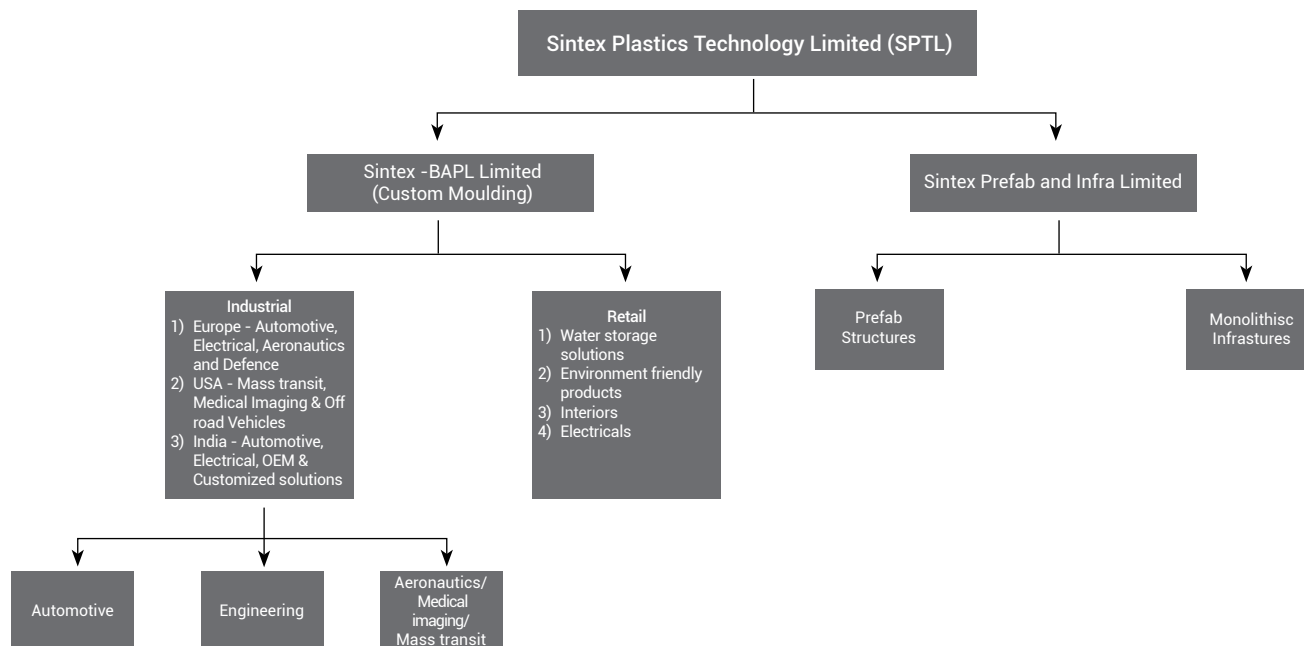 Sintex Plastics Technology Limited (SPTL)
Sintex -BAPL Limited
(Custom Moulding)
Sintex Prefab and Infra Limited
Industrial
1) Europe - Automotive,
Electrical, Aeronautics
and Defence
2) USA - Mass transit,
Medical Imaging & Off
road Vehicles
3) India - Automotive,
Electrical, OEM &
Customized solutions
Retail
1) Water storage
solutions
2) Environment friendly
products
3) Interiors
4) Electricals
Prefab
Structures
Monolithisc
Infrastures
Automotive
Engineering
Aeronautics/
Medical
imaging/
Mass transit